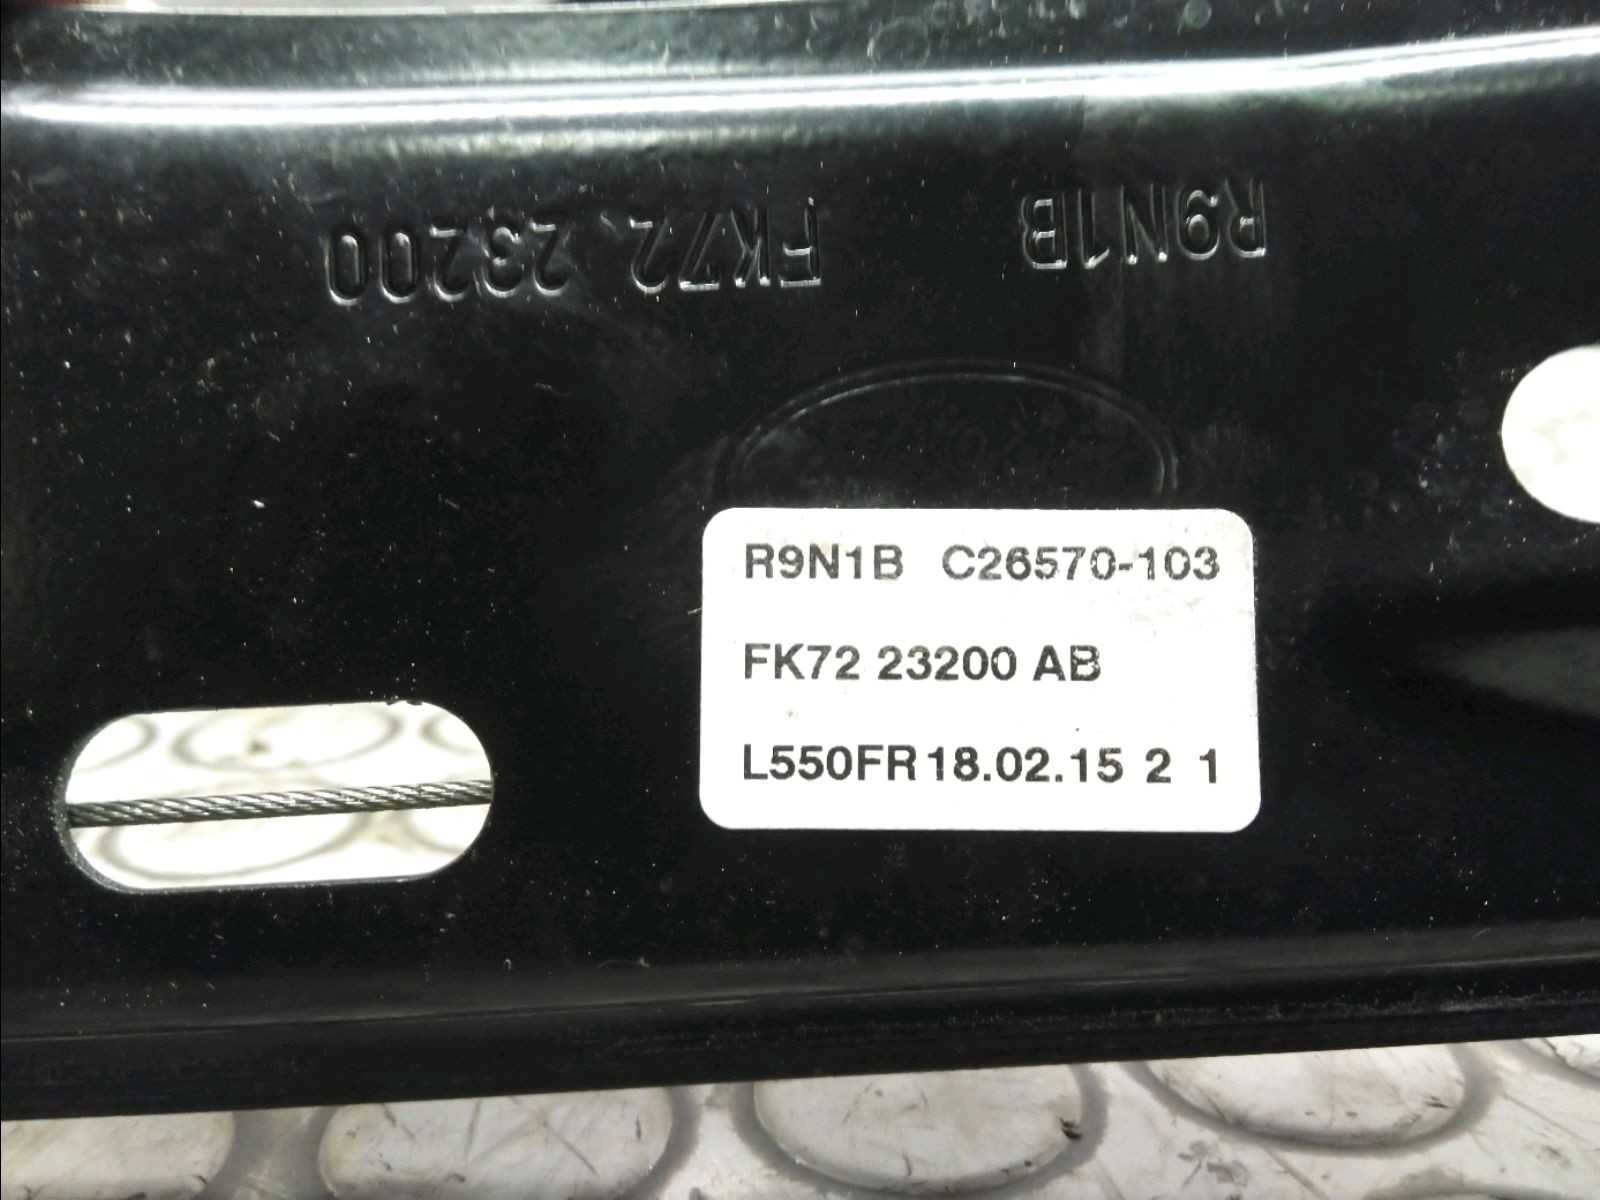 R9N1B
FK72 23200
R9N1B C26570-103
FK72 23200 AB
L550FR 18.02.15 2 1